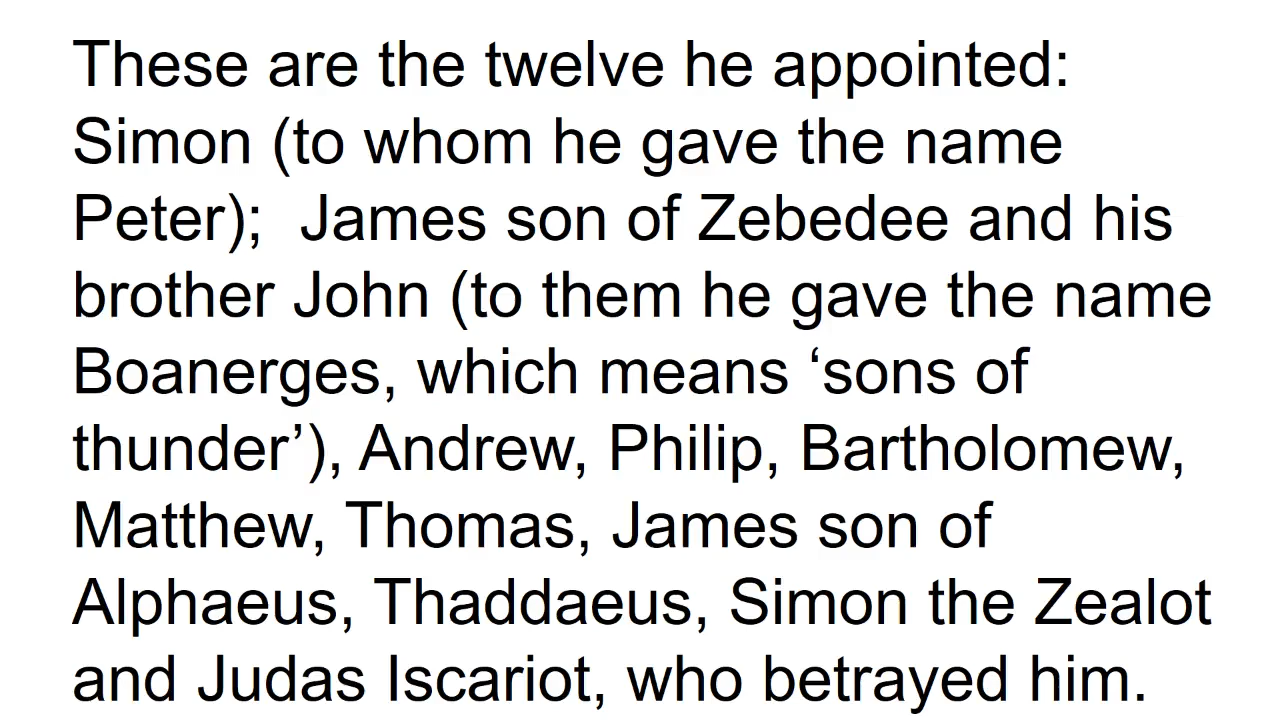 These are the twelve he appointed:
Simon (to whom he gave the name
Peter);  James son of Zebedee and his
brother John (to them he gave the name
Boanerges, which means ‘sons of
thunder’), Andrew, Philip, Bartholomew,
Matthew, Thomas, James son of
Alphaeus, Thaddaeus, Simon the Zealot
and Judas Iscariot, who betrayed him.